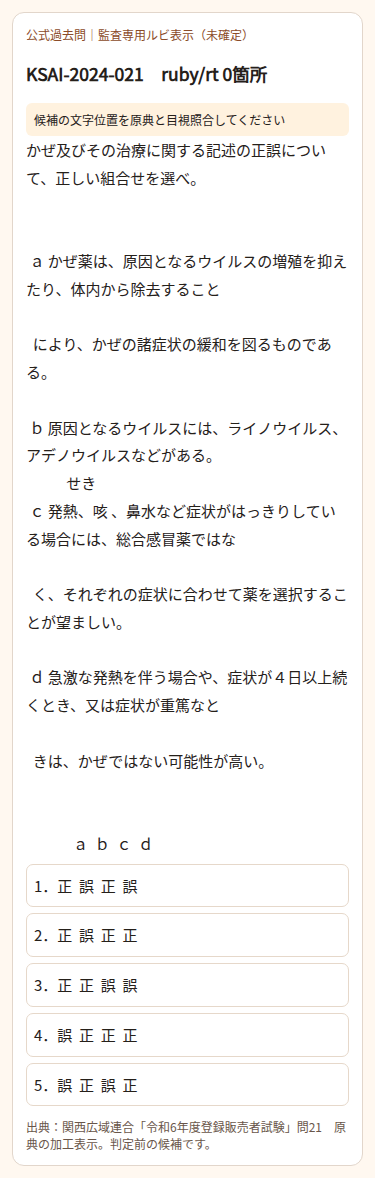 公式過去問｜監査専用ルビ表示（未確定）
KSAI-2024-021　ruby/rt 0箇所
候補の文字位置を原典と目視照合してください
かぜ及びその治療に関する記述の正誤につい
て、正しい組合せを選べ。
ａ かぜ薬は、原因となるウイルスの増殖を抑え
たり、体内から除去すること
により、かぜの諸症状の緩和を図るものであ
る。
ｂ 原因となるウイルスには、ライノウイルス、
アデノウイルスなどがある。
せき
ｃ 発熱、咳 、鼻水など症状がはっきりしてい
る場合には、総合感冒薬ではな
く、それぞれの症状に合わせて薬を選択するこ
とが望ましい。
ｄ 急激な発熱を伴う場合や、症状が４日以上続
くとき、又は症状が重篤なと
きは、かぜではない可能性が高い。
ａ ｂ ｃ ｄ
1. 正 誤 正 誤
2. 正 誤 正 正
3. 正 正 誤 誤
4. 誤 正 正 正
5. 誤 正 誤 正
出典：関西広域連合「令和6年度登録販売者試験」問21　原
典の加工表示。判定前の候補です。